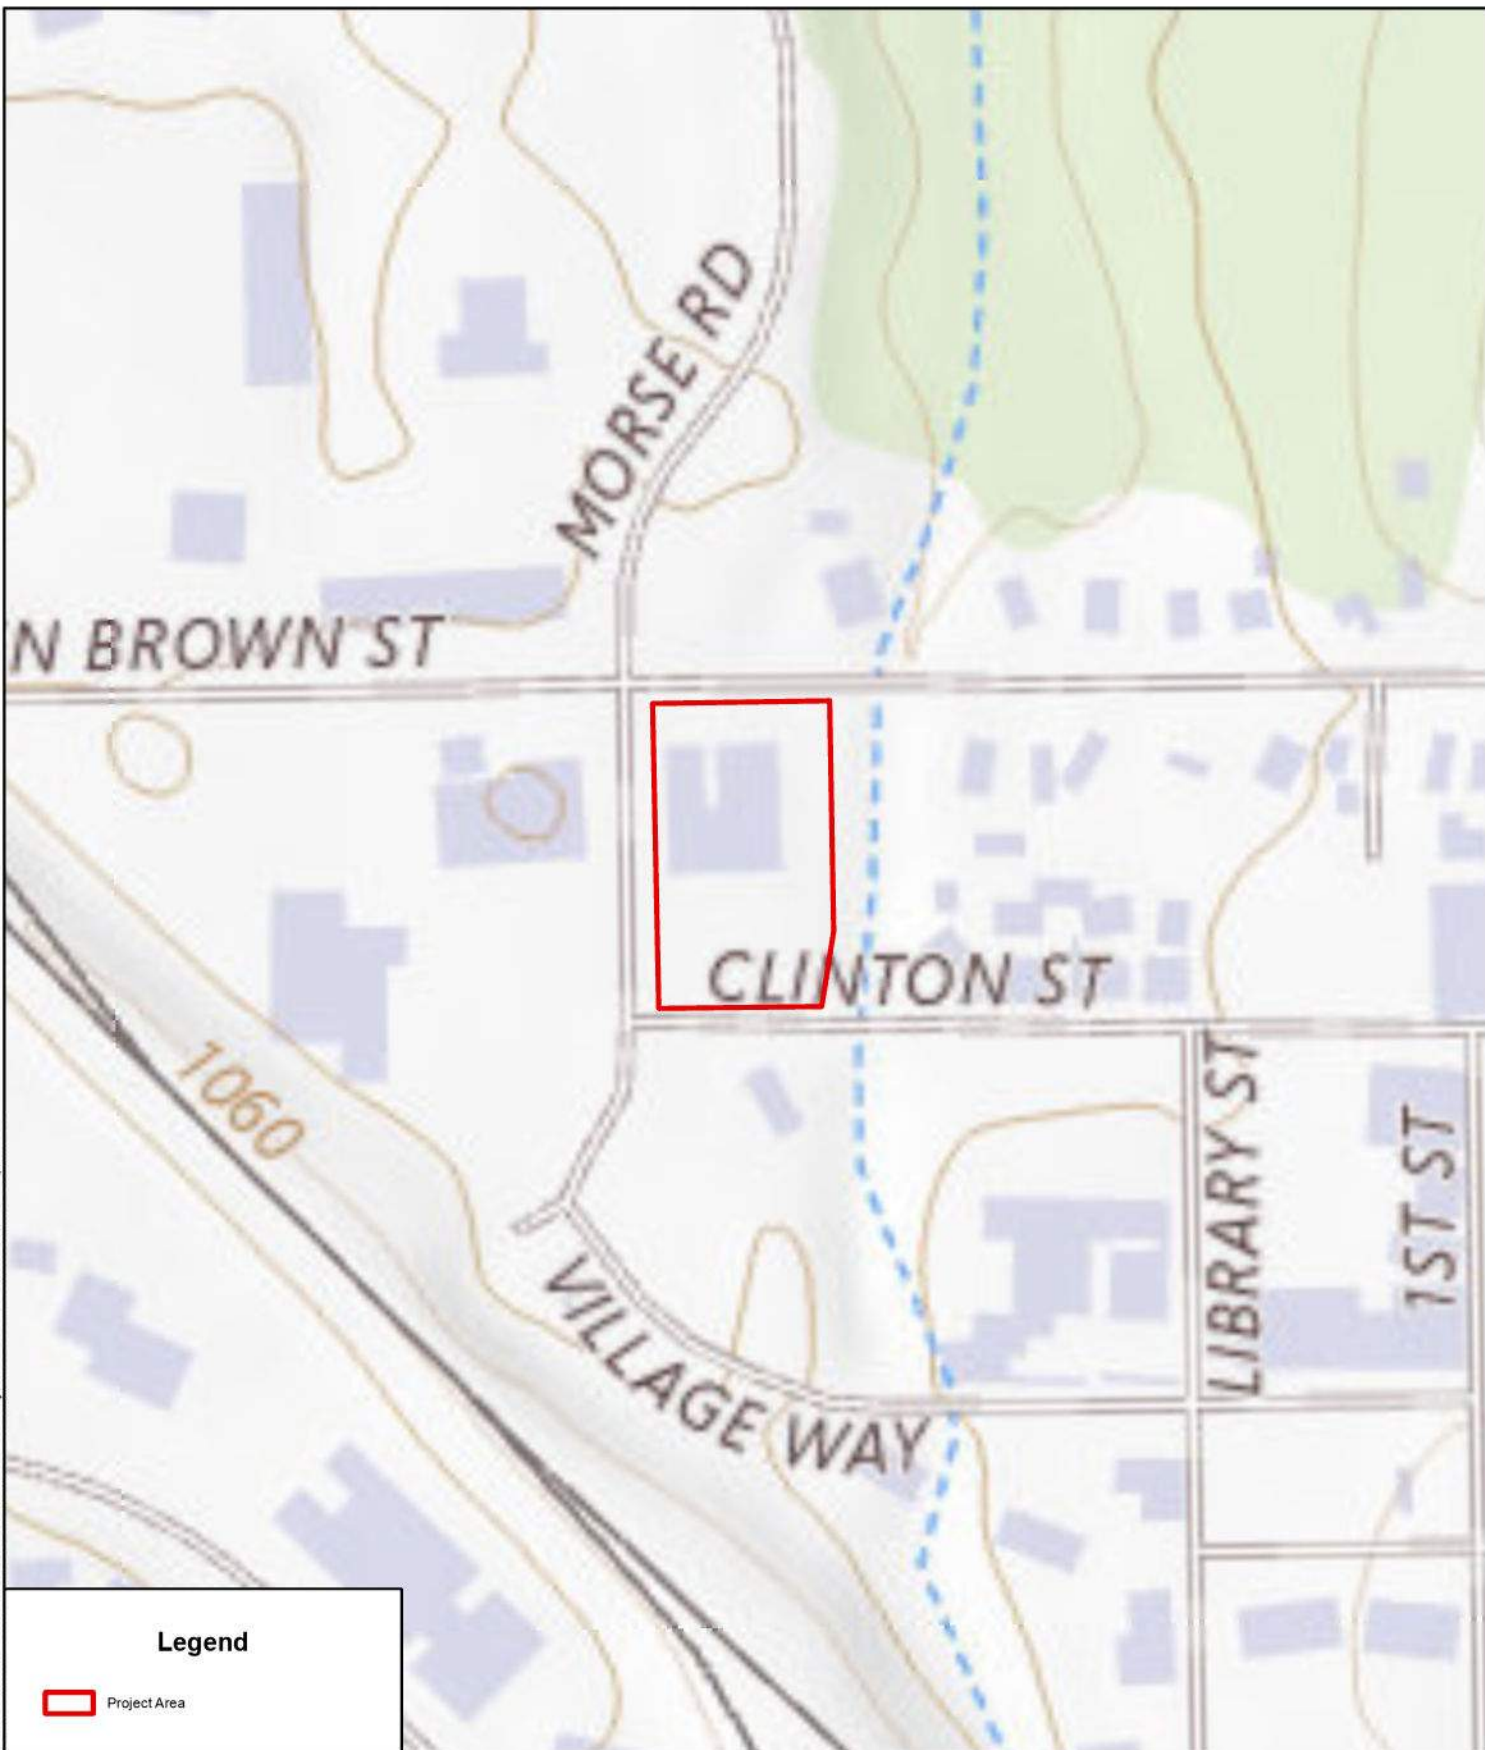 MORSE RD
N BROWN ST
CLINTON ST
1060
LIBRARY ST
1ST ST
VILLAGE WAY
Legend
Project Area